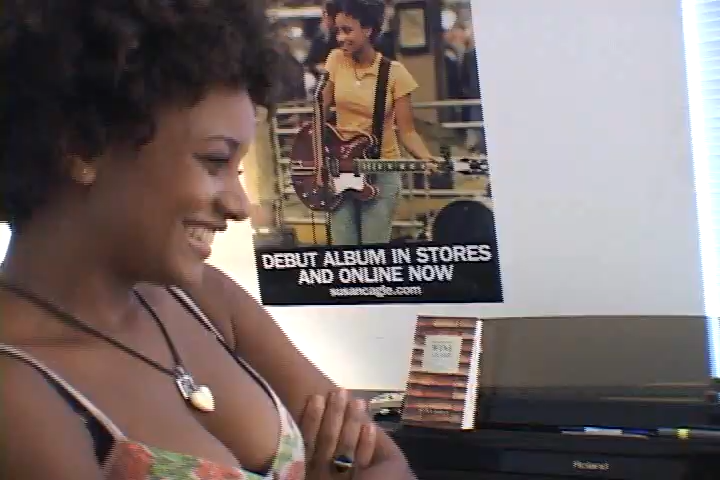 DEBUT ALBUM IN STORES
AND ONLINE NOW
susancagle.com
Roland